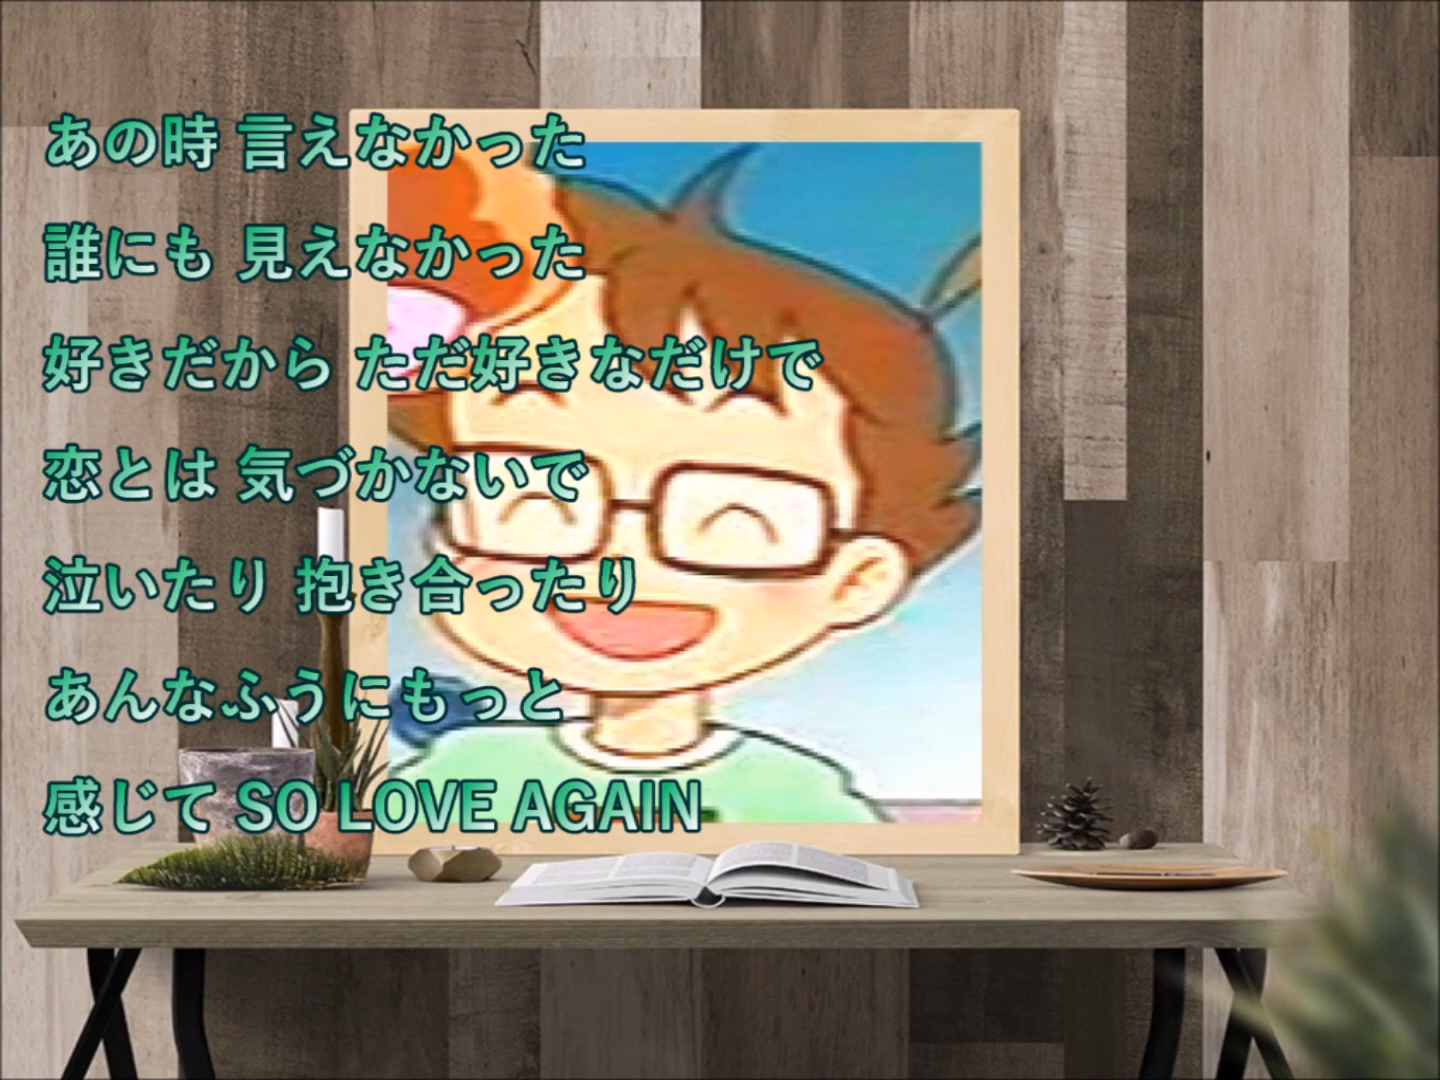 あの時 言えなかった
誰にも 見えなかった
好きだから ただ好きなだけで
恋とは 気づかないで
泣いたり 抱き合ったり
あんなふうにもっと
感じて SO LOVE AGAIN